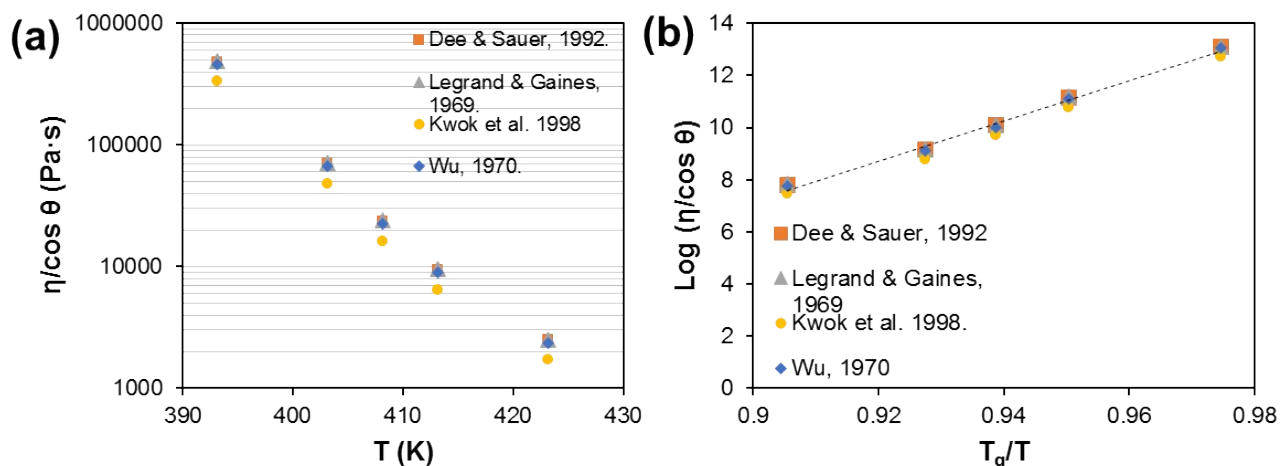 (a)
1000000
100000
10000
1000
η/cos θ (Pa·s)
Dee & Sauer, 1992.
Legrand & Gaines,
1969.
Kwok et al. 1998
Wu, 1970.
390
400
410
420
430
T (K)
(b)
14
12
10
8
6
4
2
0
Log (η/cos θ)
Dee & Sauer, 1992
Legrand & Gaines,
1969
Kwok et al. 1998.
Wu, 1970
0.9
0.92
0.94
0.96
0.98
Tg/T